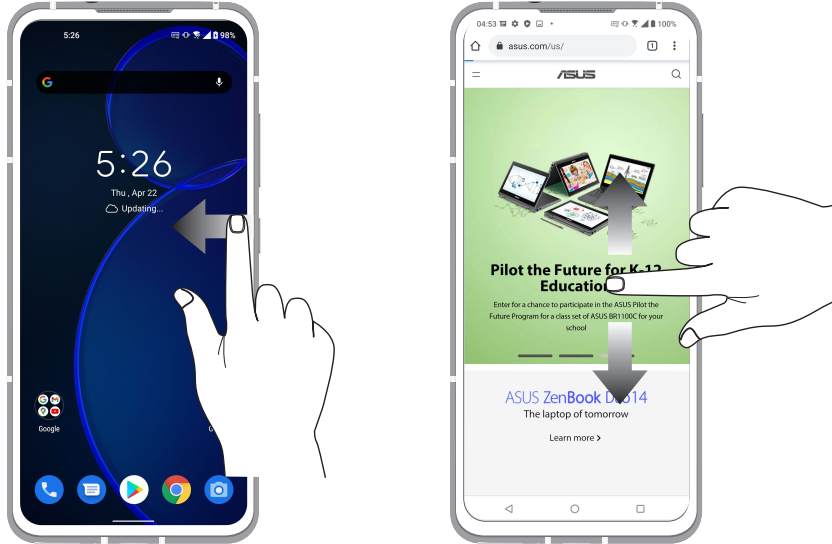 5:26
98%
5:26
Thu , Apr 22
Updating...
Google
04:53
100%
asus.com/us/
1
ASUS
Pilot the Future for K-12
Education
Enter for a chance to participate in the ASUS Pilot the
Future Program for a class set of ASUS BR1100C for your
school
ASUS ZenBook 14
The laptop of tomorrow
Learn more